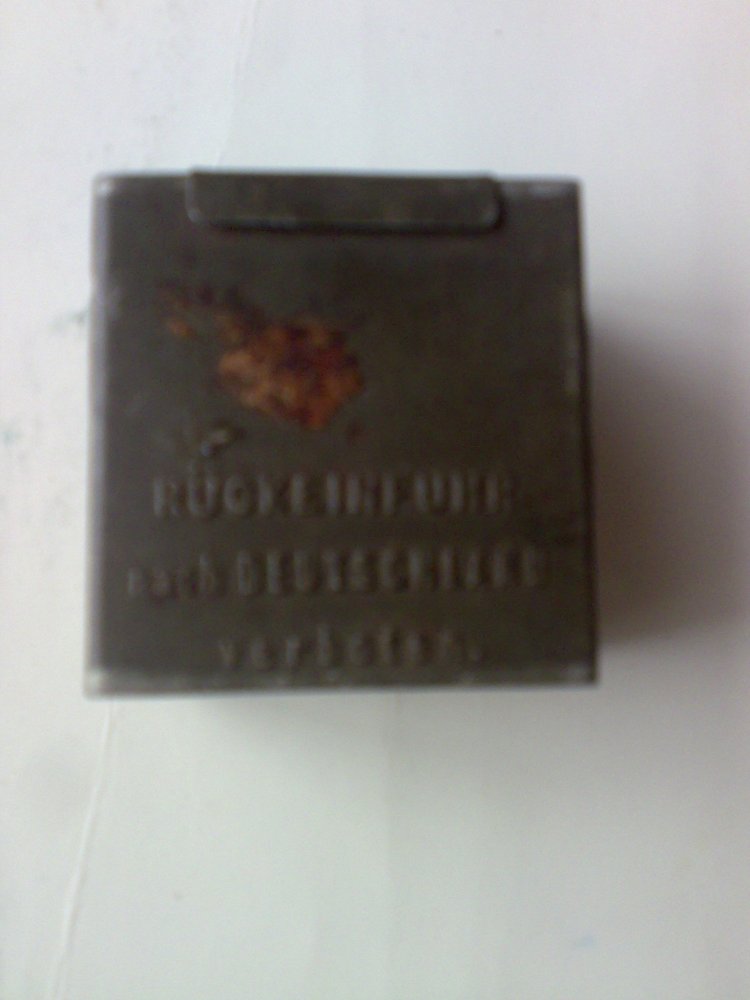 RÜCKEINFUHR
nach DEUTSCHLAND
verboten.